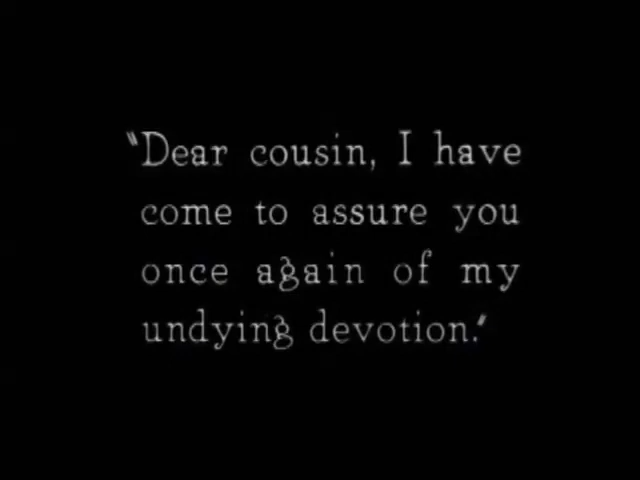 "Dear cousin, I have
come to assure you
once again of my
undying devotion."